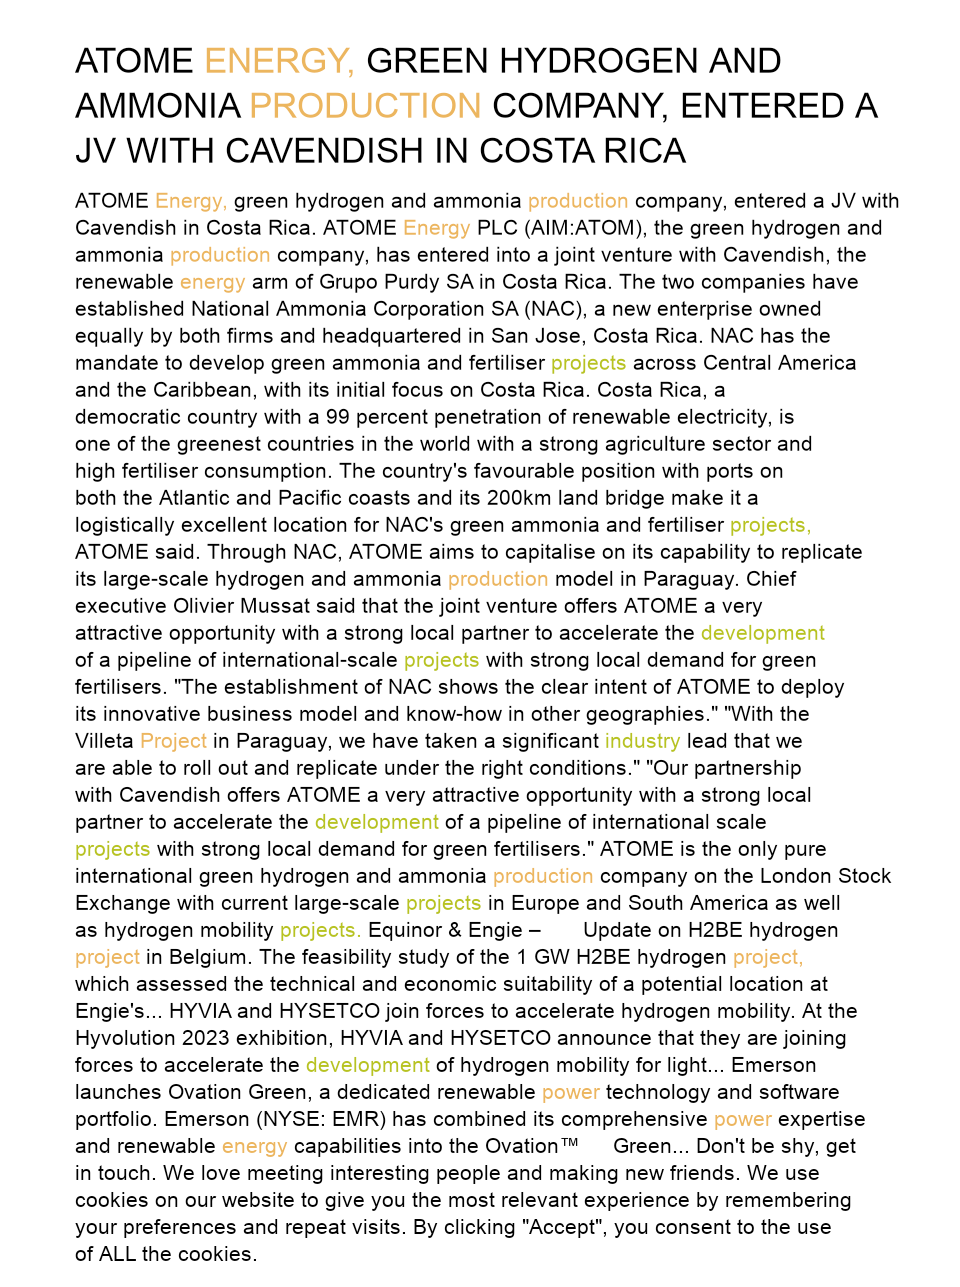 ATOME ENERGY, GREEN HYDROGEN AND
AMMONIA PRODUCTION COMPANY, ENTERED A
JV WITH CAVENDISH IN COSTA RICA
ATOME Energy, green hydrogen and ammonia production company, entered a JV with
Cavendish in Costa Rica. ATOME Energy PLC (AIM:ATOM), the green hydrogen and
ammonia production company, has entered into a joint venture with Cavendish, the
renewable energy arm of Grupo Purdy SA in Costa Rica. The two companies have
established National Ammonia Corporation SA (NAC), a new enterprise owned
equally by both firms and headquartered in San Jose, Costa Rica. NAC has the
mandate to develop green ammonia and fertiliser projects across Central America
and the Caribbean, with its initial focus on Costa Rica. Costa Rica, a
democratic country with a 99 percent penetration of renewable electricity, is
one of the greenest countries in the world with a strong agriculture sector and
high fertiliser consumption. The country's favourable position with ports on
both the Atlantic and Pacific coasts and its 200km land bridge make it a
logistically excellent location for NAC's green ammonia and fertiliser projects,
ATOME said. Through NAC, ATOME aims to capitalise on its capability to replicate
its large-scale hydrogen and ammonia production model in Paraguay. Chief
executive Olivier Mussat said that the joint venture offers ATOME a very
attractive opportunity with a strong local partner to accelerate the development
of a pipeline of international-scale projects with strong local demand for green
fertilisers. "The establishment of NAC shows the clear intent of ATOME to deploy
its innovative business model and know-how in other geographies." "With the
Villeta Project in Paraguay, we have taken a significant industry lead that we
are able to roll out and replicate under the right conditions." "Our partnership
with Cavendish offers ATOME a very attractive opportunity with a strong local
partner to accelerate the development of a pipeline of international scale
projects with strong local demand for green fertilisers." ATOME is the only pure
international green hydrogen and ammonia production company on the London Stock
Exchange with current large-scale projects in Europe and South America as well
as hydrogen mobility projects. Equinor & Engie – Update on H2BE hydrogen
project in Belgium. The feasibility study of the 1 GW H2BE hydrogen project,
which assessed the technical and economic suitability of a potential location at
Engie's... HYVIA and HYSETCO join forces to accelerate hydrogen mobility. At the
Hyvolution 2023 exhibition, HYVIA and HYSETCO announce that they are joining
forces to accelerate the development of hydrogen mobility for light... Emerson
launches Ovation Green, a dedicated renewable power technology and software
portfolio. Emerson (NYSE: EMR) has combined its comprehensive power expertise
and renewable energy capabilities into the Ovation™ Green... Don't be shy, get
in touch. We love meeting interesting people and making new friends. We use
cookies on our website to give you the most relevant experience by remembering
your preferences and repeat visits. By clicking "Accept", you consent to the use
of ALL the cookies.